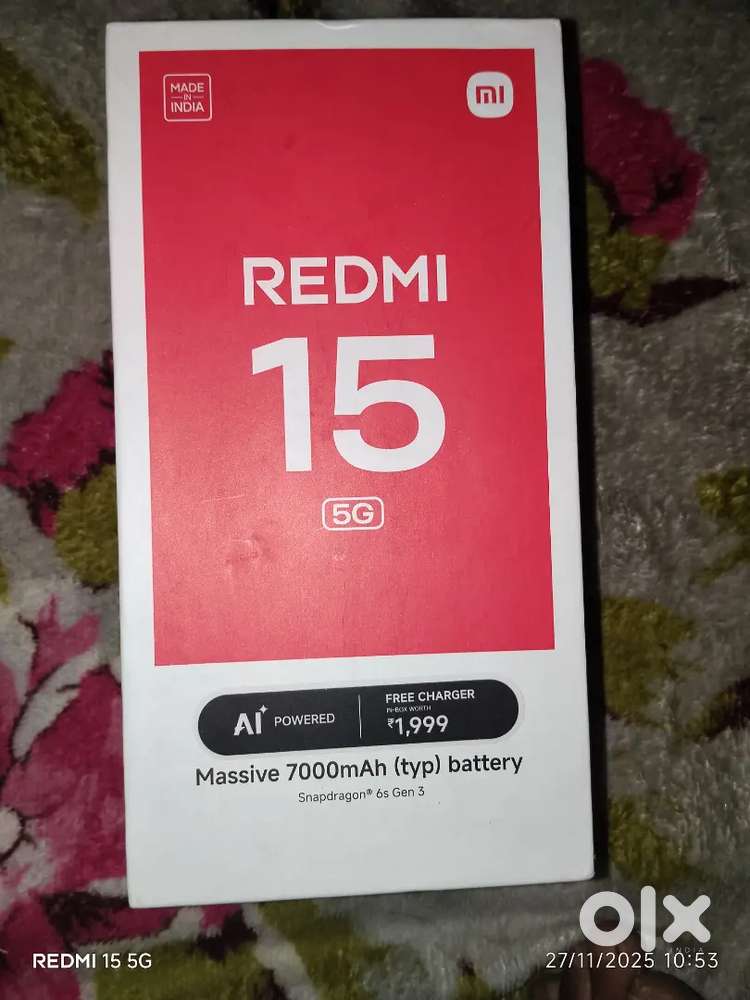 MADE
IN
INDIA
mi
REDMI
15
5G
AI POWERED
FREE CHARGER
IN-BOX WORTH
₹1,999
Massive 7000mAh (typ) battery
Snapdragon® 6s Gen 3
olx
INDIA
REDMI 15 5G
27/11/2025 10:53